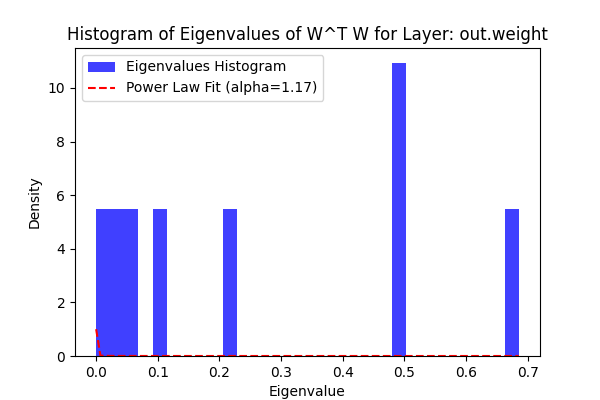 Histogram of Eigenvalues of W^T W for Layer: out.weight
Eigenvalues Histogram
Power Law Fit (alpha=1.17)
Density
10
8
6
4
2
0
0.0 0.1 0.2 0.3 0.4 0.5 0.6 0.7
Eigenvalue